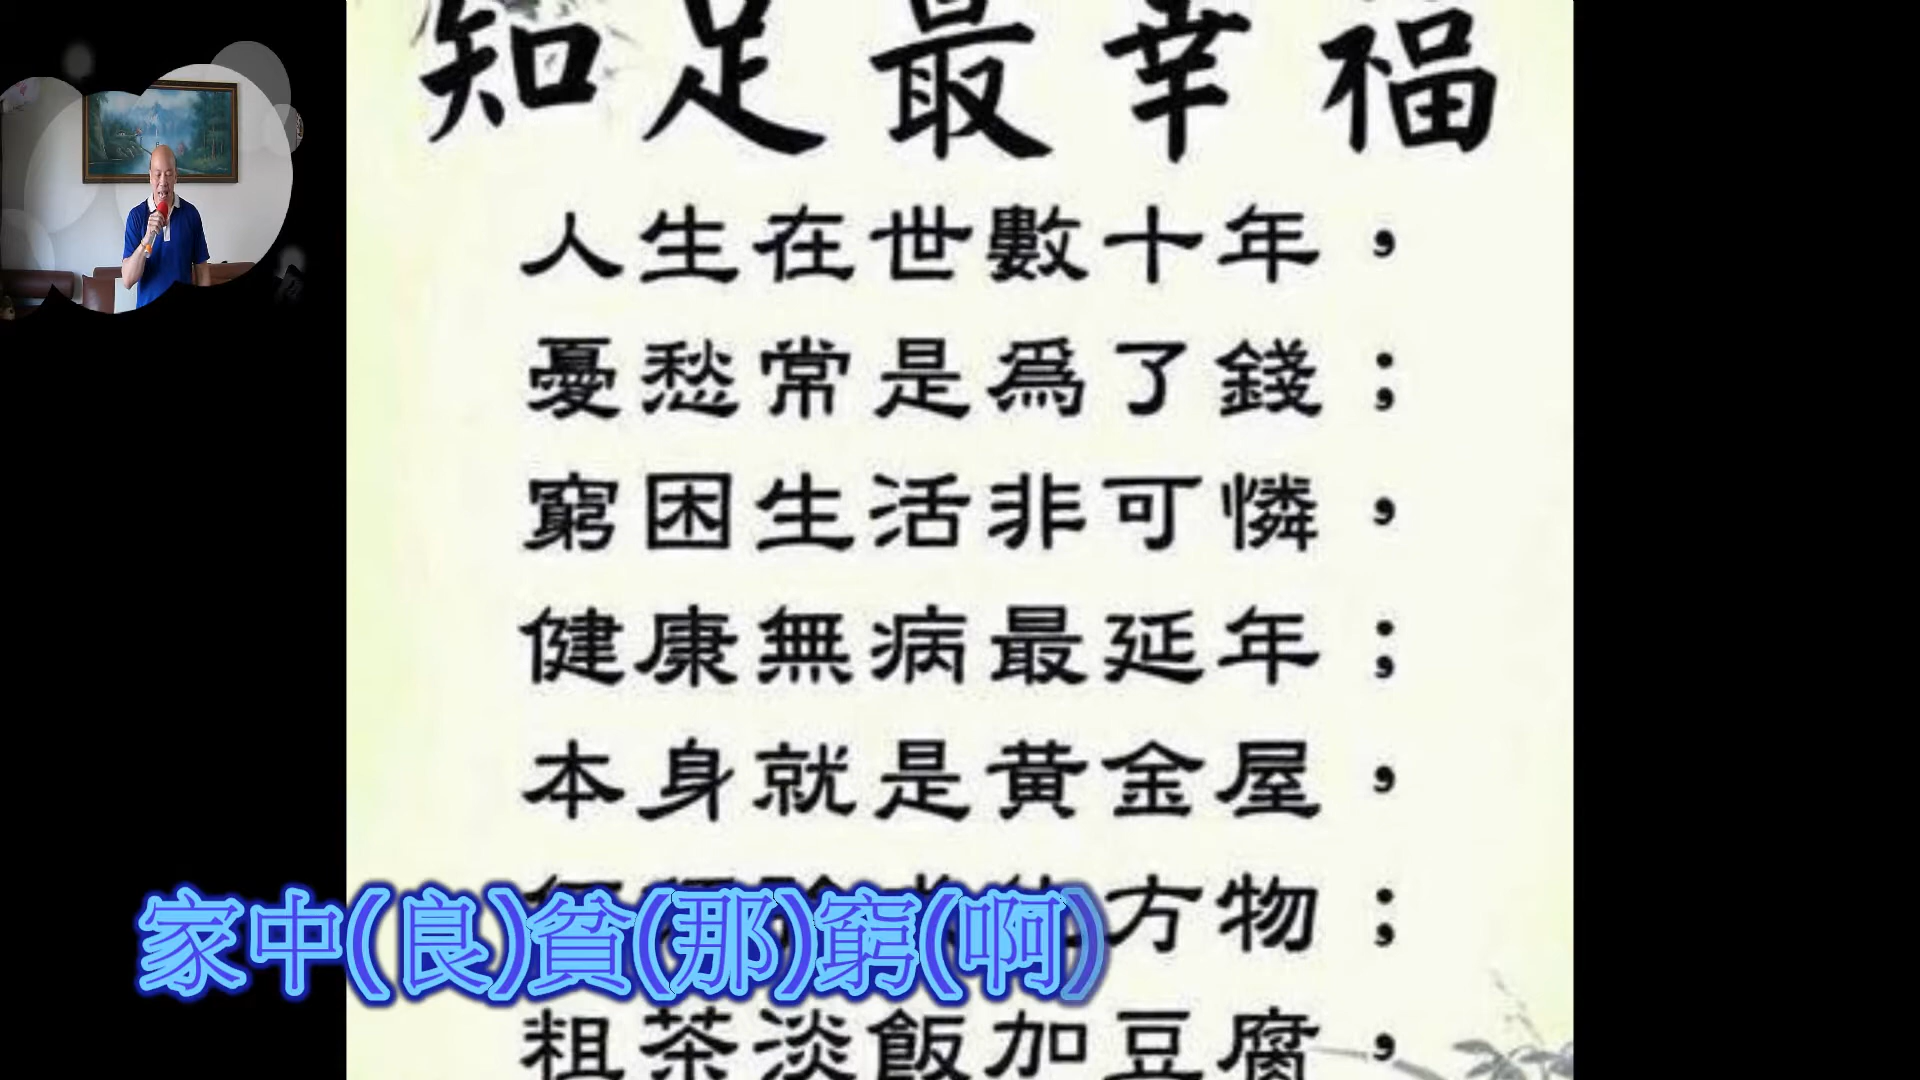 知足最幸福
人生在世數十年，
憂愁常是爲了錢；
窮困生活非可憐，
健康無病最延年；
本身就是黃金屋，
方物；
家中(良)貧(那)窮(啊)
粗茶淡飯加豆腐，